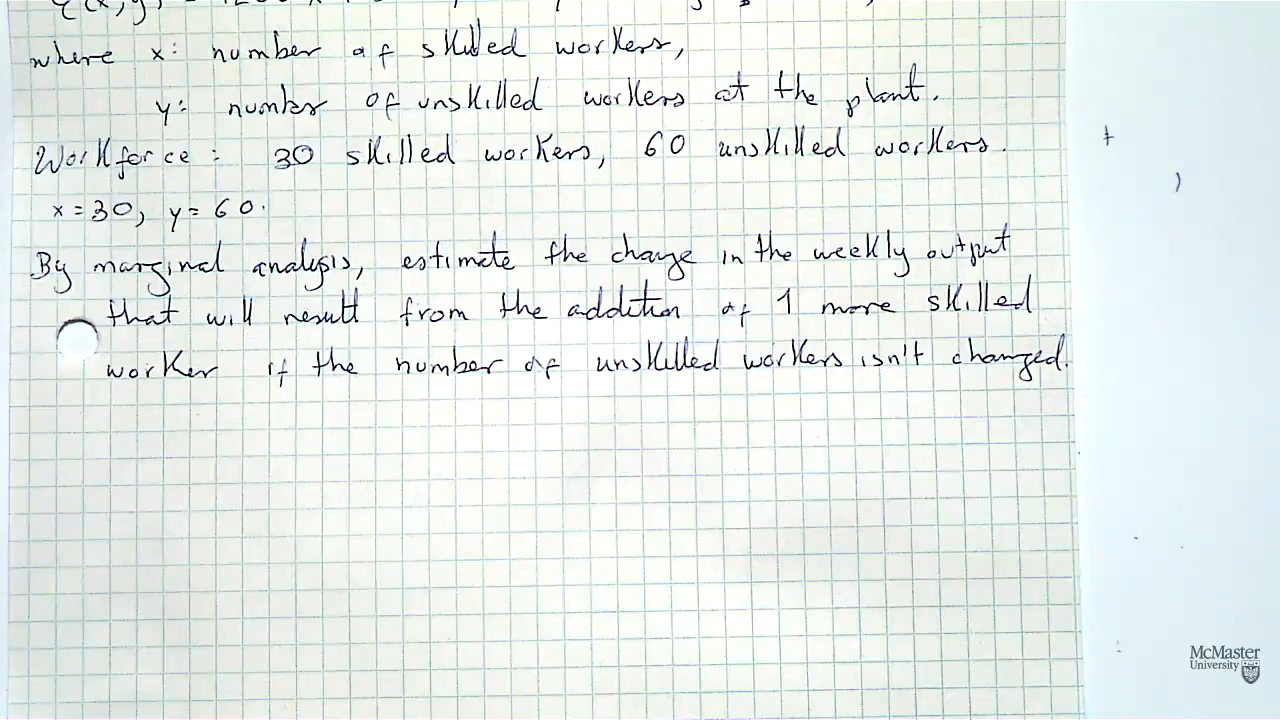 where x: number of skilled workers,
y: number of unskilled workers at the plant.
Workforce: 30 skilled workers, 60 unskilled workers.
x=30, y=60.
By marginal analysis, estimate the change in the weekly output
that will result from the addition of 1 more skilled
worker if the number of unskilled workers isn't changed.
McMaster
University